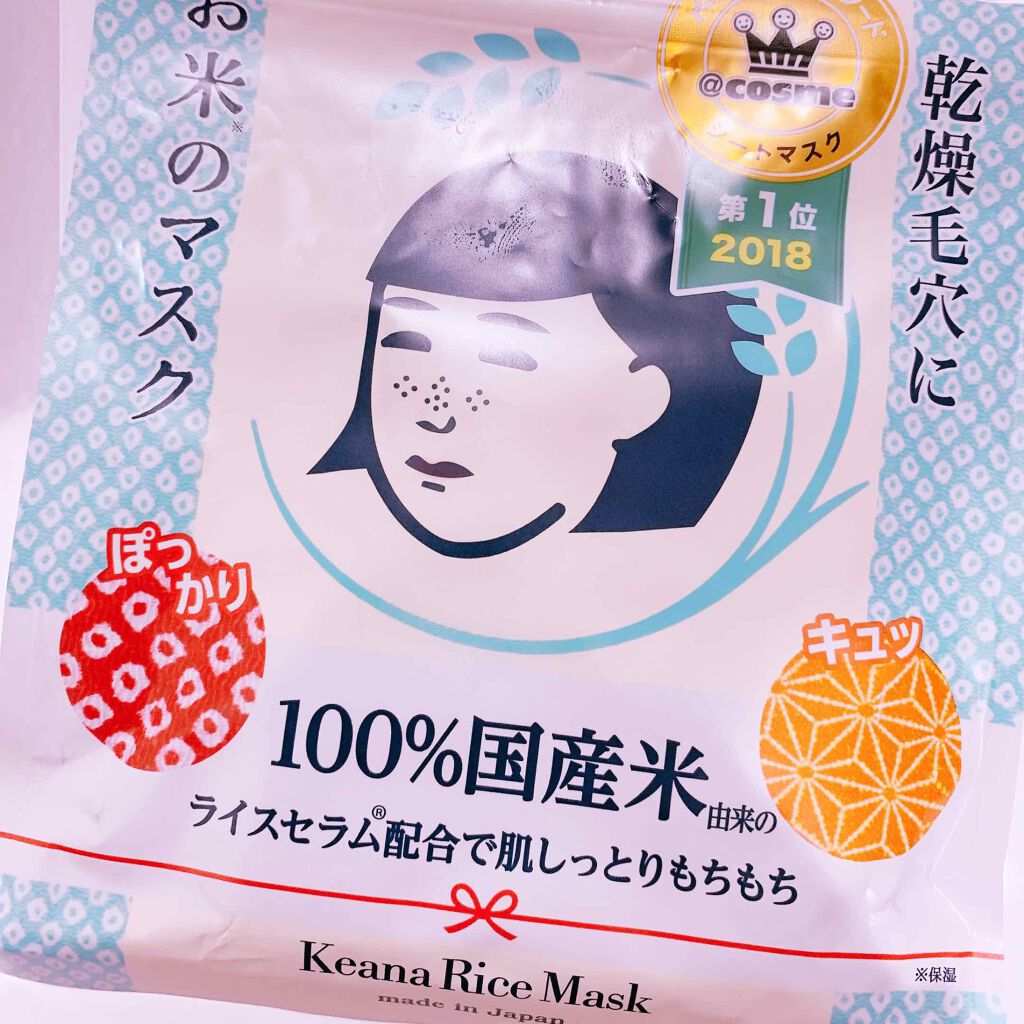 乾燥毛穴に
お米※のマスク
@cosme
シートマスク
第1位
2018
ぽっかり
キュッ
100%国産米由来の
ライスセラム®配合で肌しっとりもちもち
Keana Rice Mask
made in Japan
※保湿